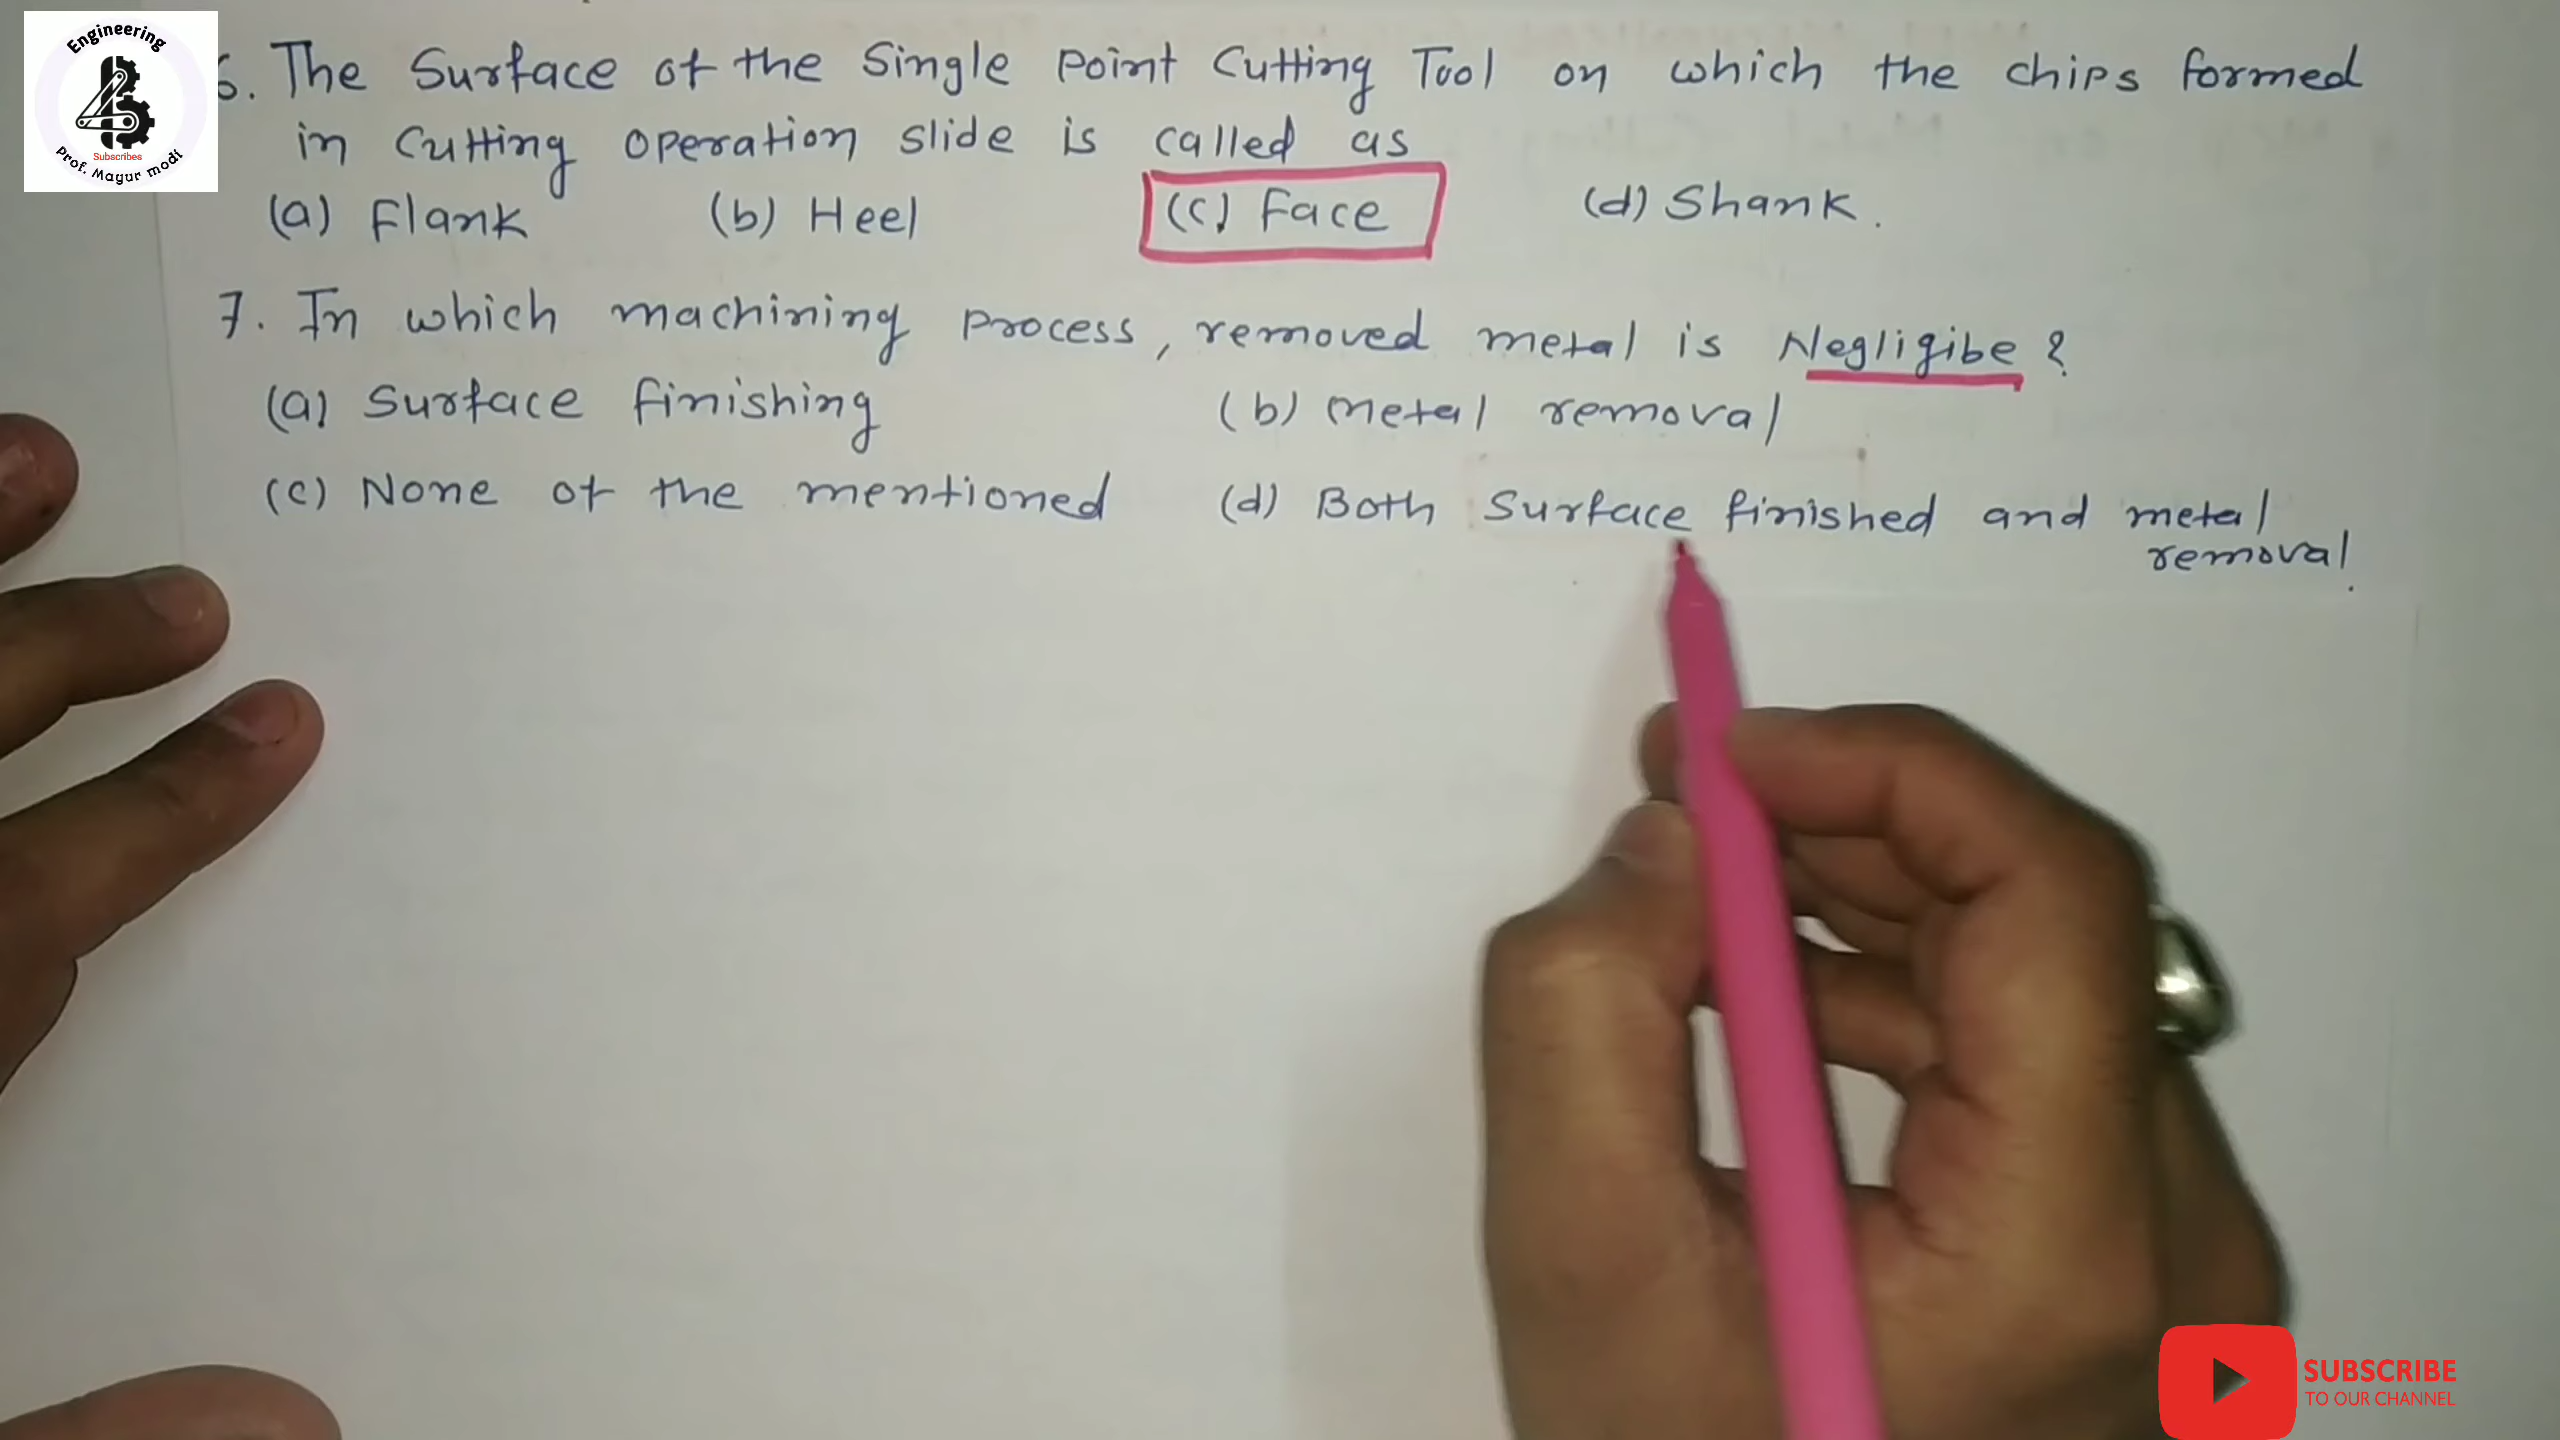 Engineering
Subscribes
Prof. Mayur modi
6. The Surface of the Single Point Cutting Tool on which the chips formed
in Cutting operation slide is called as
(a) Flank (b) Heel (c) Face (d) Shank.
7. In which machining process, removed metal is Negligibe ?
(a) Surface finishing (b) Metal removal
(c) None of the mentioned (d) Both Surface finished and metal
removal.
SUBSCRIBE
TO OUR CHANNEL